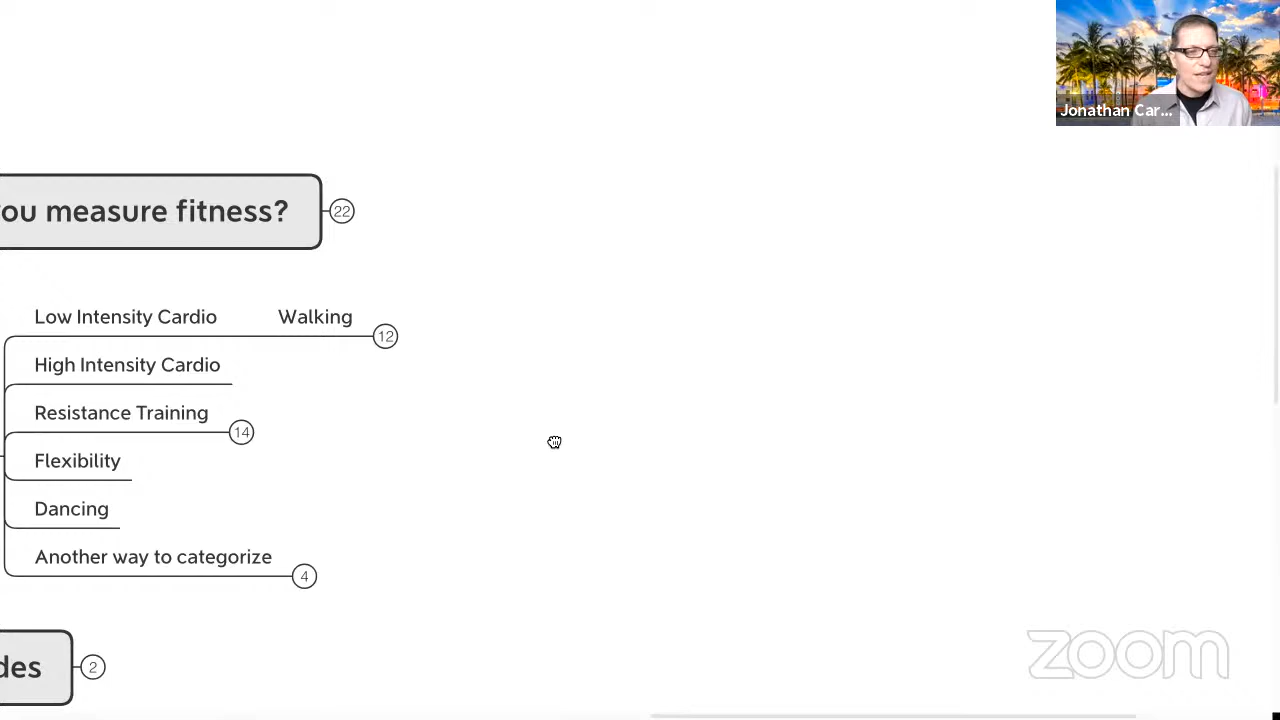 Jonathan Car...
you measure fitness? 22
Low Intensity Cardio Walking 12
High Intensity Cardio
Resistance Training 14
Flexibility
Dancing
Another way to categorize 4
des 2
zoom